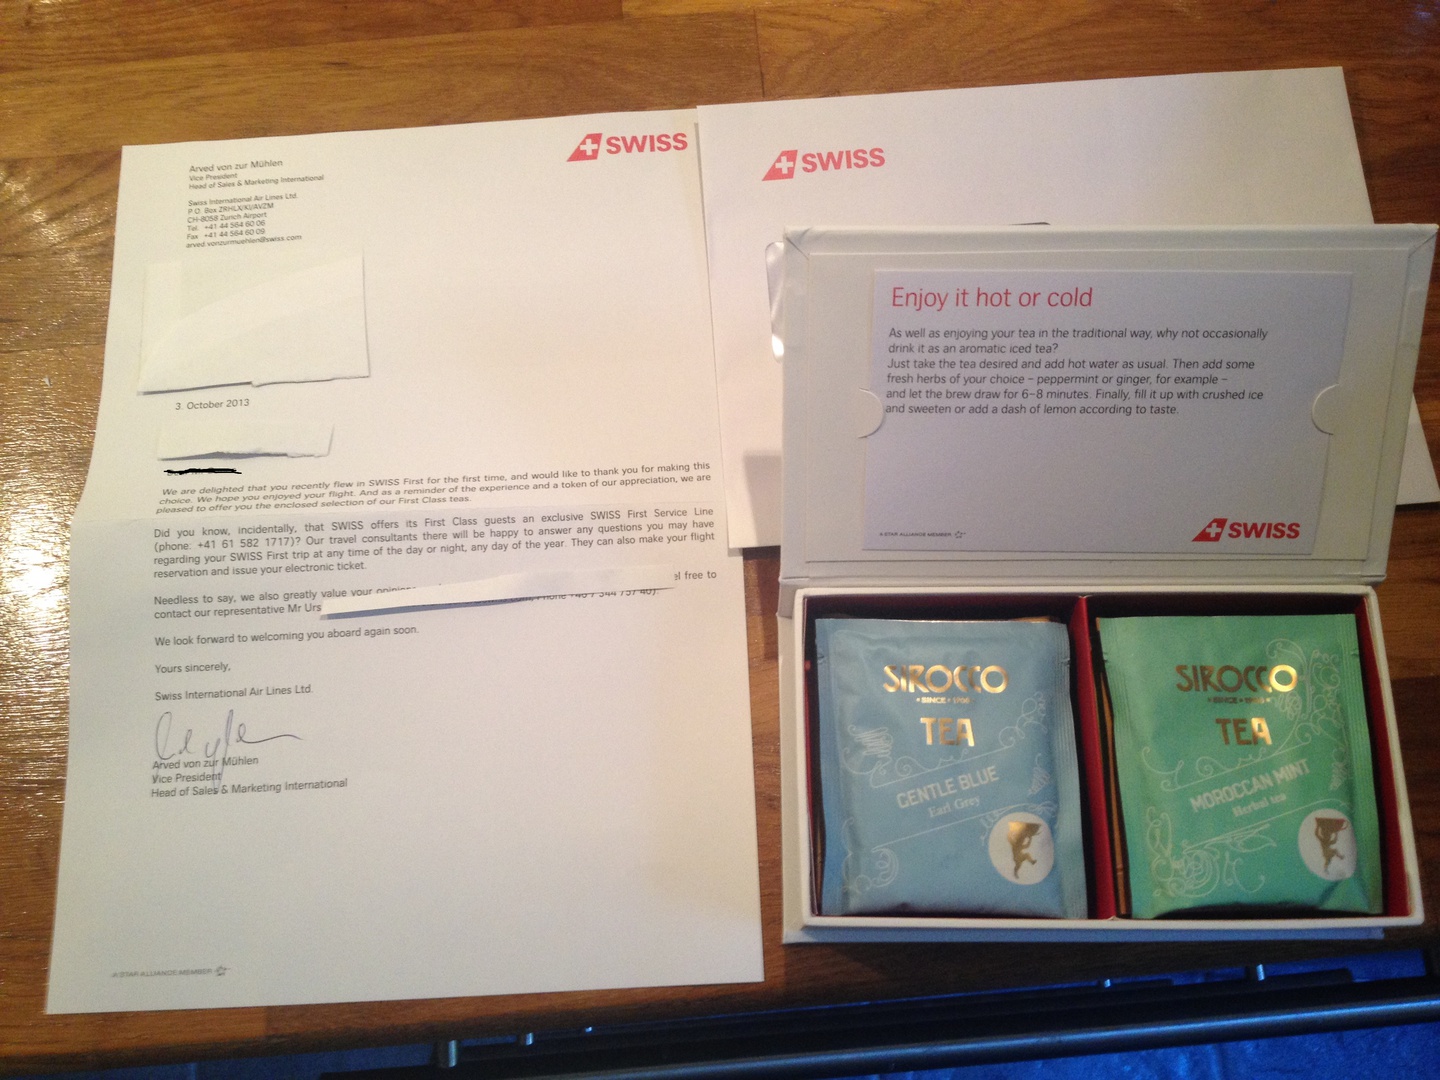 SWISS
Arved von zur Mühlen
Vice President
Head of Sales & Marketing International
Swiss International Air Lines Ltd.
P.O. Box ZRHLX/KI/AVZM
CH-8058 Zurich Airport
Tel. +41 44 564 60 06
Fax +41 44 564 60 09
arved.vonzurmuehlen@swiss.com
3. October 2013
We are delighted that you recently flew in SWISS First for the first time, and would like to thank you for making this
choice. We hope you enjoyed your flight. And as a reminder of the experience and a token of our appreciation, we are
pleased to offer you the enclosed selection of our First Class teas.
Did you know, incidentally, that SWISS offers its First Class guests an exclusive SWISS First Service Line
(phone: +41 61 582 1717)? Our travel consultants there will be happy to answer any questions you may have
regarding your SWISS First trip at any time of the day or night, any day of the year. They can also make your flight
reservation and issue your electronic ticket.
Needless to say, we also greatly value your free to
contact our representative Mr Urs
We look forward to welcoming you aboard again soon.
Yours sincerely,
Swiss International Air Lines Ltd.
Arved von zur Mühlen
Vice President
Head of Sales & Marketing International
A STAR ALLIANCE MEMBER
SWISS
Enjoy it hot or cold
As well as enjoying your tea in the traditional way, why not occasionally
drink it as an aromatic iced tea?
Just take the tea desired and add hot water as usual. Then add some
fresh herbs of your choice – peppermint or ginger, for example –
and let the brew draw for 6–8 minutes. Finally, fill it up with crushed ice
and sweeten or add a dash of lemon according to taste.
A STAR ALLIANCE MEMBER
SWISS
SIROCCO
• SINCE • 1908
TEA
GENTLE BLUE
Earl Grey
SIROCCO
• SINCE • 1908 •
TEA
MOROCCAN MINT
Herbal tea